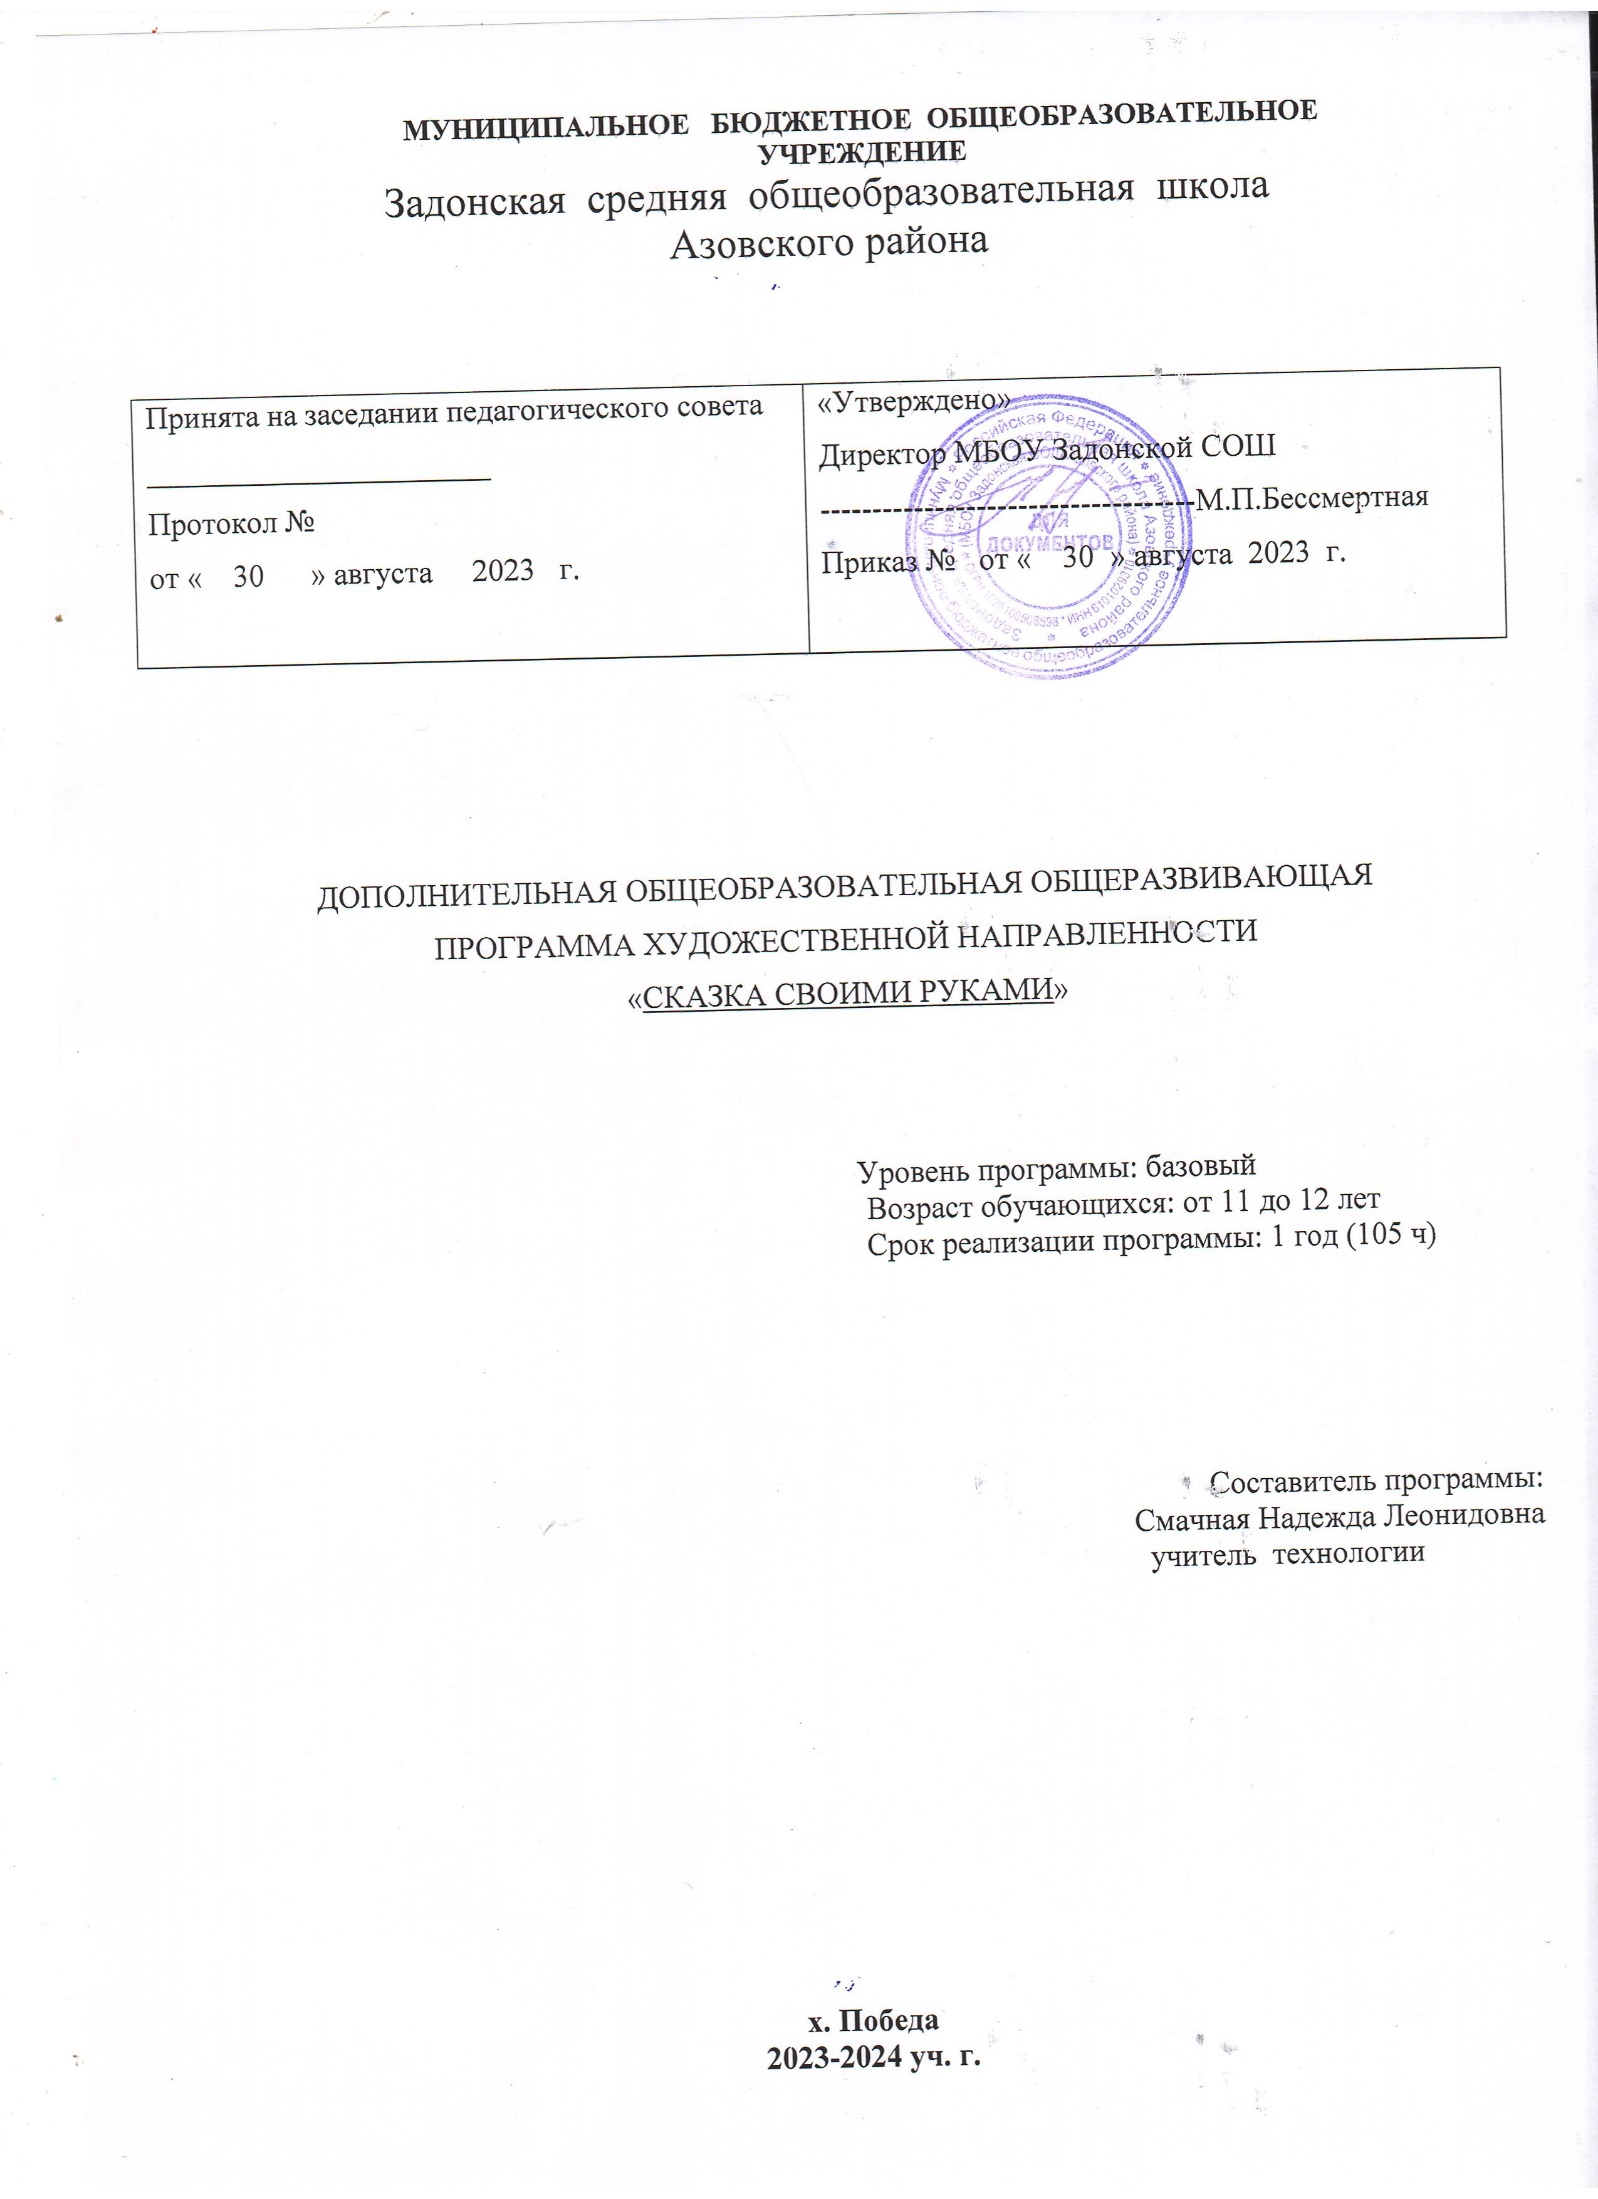 МУНИЦИПАЛЬНОЕ БЮДЖЕТНОЕ ОБЩЕОБРАЗОВАТЕЛЬНОЕ
УЧРЕЖДЕНИЕ
Задонская средняя общеобразовательная школа
Азовского района
Принята на заседании педагогического совета
Протокол №
от « 30 » августа 2023 г.
«Утверждено»
Директор МБОУ Задонской СОШ
------------------------------------М.П.Бессмертная
Приказ № от « 30 » августа 2023 г.
Российская Федерация
для
ДОКУМЕНТОВ
ДОПОЛНИТЕЛЬНАЯ ОБЩЕОБРАЗОВАТЕЛЬНАЯ ОБЩЕРАЗВИВАЮЩАЯ
ПРОГРАММА ХУДОЖЕСТВЕННОЙ НАПРАВЛЕННОСТИ
«СКАЗКА СВОИМИ РУКАМИ»
Уровень программы: базовый
Возраст обучающихся: от 11 до 12 лет
Срок реализации программы: 1 год (105 ч)
Составитель программы:
Смачная Надежда Леонидовна
учитель технологии
х. Победа
2023-2024 уч. г.